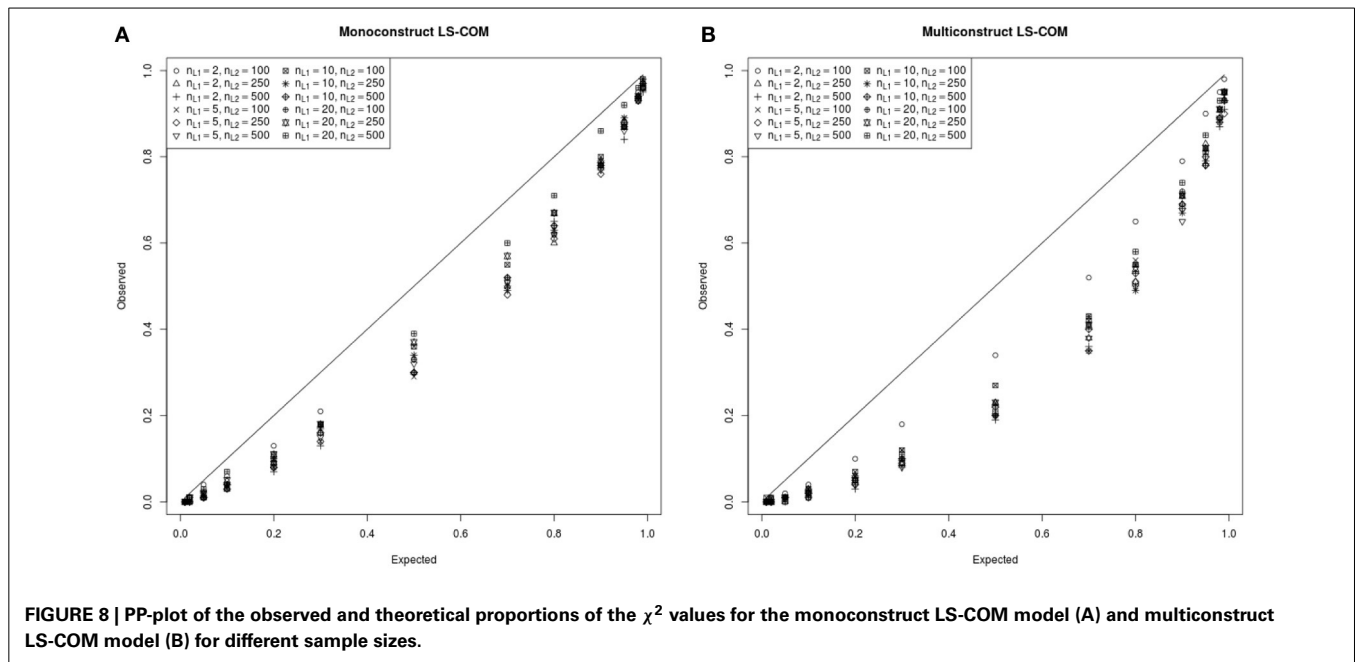 A
Monoconstruct LS-COM
n_L1 = 2, n_L2 = 100
n_L1 = 2, n_L2 = 250
n_L1 = 2, n_L2 = 500
n_L1 = 5, n_L2 = 100
n_L1 = 5, n_L2 = 250
n_L1 = 5, n_L2 = 500
n_L1 = 10, n_L2 = 100
n_L1 = 10, n_L2 = 250
n_L1 = 10, n_L2 = 500
n_L1 = 20, n_L2 = 100
n_L1 = 20, n_L2 = 250
n_L1 = 20, n_L2 = 500
Observed
1.0
0.8
0.6
0.4
0.2
0.0
0.0 0.2 0.4 0.6 0.8 1.0
Expected
B
Multiconstruct LS-COM
n_L1 = 2, n_L2 = 100
n_L1 = 2, n_L2 = 250
n_L1 = 2, n_L2 = 500
n_L1 = 5, n_L2 = 100
n_L1 = 5, n_L2 = 250
n_L1 = 5, n_L2 = 500
n_L1 = 10, n_L2 = 100
n_L1 = 10, n_L2 = 250
n_L1 = 10, n_L2 = 500
n_L1 = 20, n_L2 = 100
n_L1 = 20, n_L2 = 250
n_L1 = 20, n_L2 = 500
Observed
1.0
0.8
0.6
0.4
0.2
0.0
0.0 0.2 0.4 0.6 0.8 1.0
Expected
FIGURE 8 | PP-plot of the observed and theoretical proportions of the χ² values for the monoconstruct LS-COM model (A) and multiconstruct
LS-COM model (B) for different sample sizes.